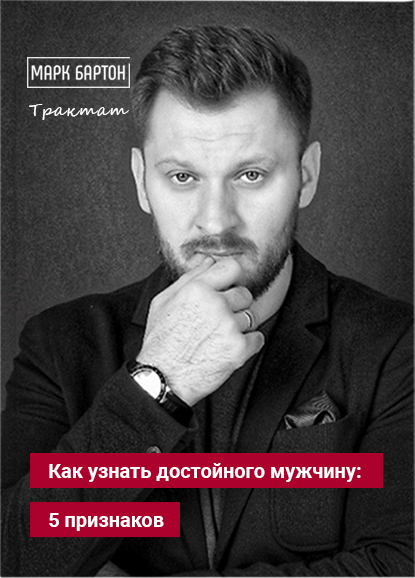 МАРК БАРТОН
Трактат
Как узнать достойного мужчину:
5 признаков